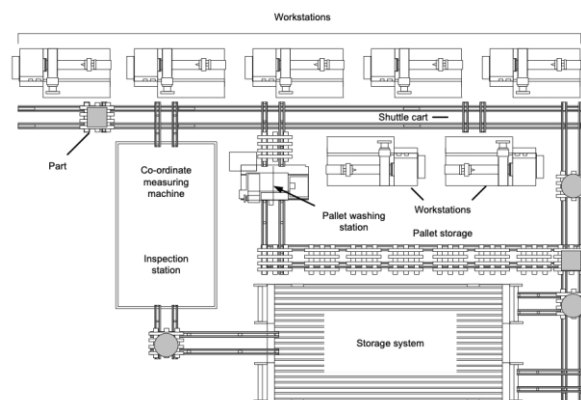 Workstations
Shuttle cart
Part
Co-ordinate
measuring
machine
Pallet washing
station
Workstations
Pallet storage
Inspection
station
Storage system